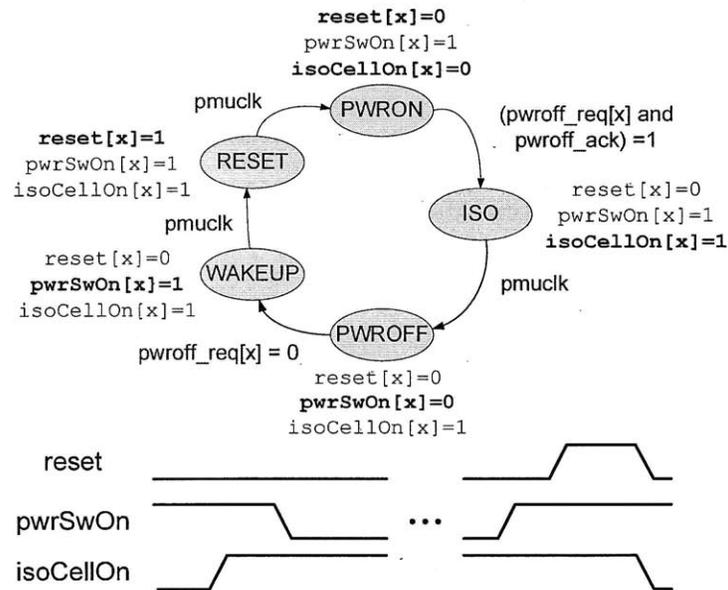 reset[x]=0
pwrSwOn[x]=1
isoCellOn[x]=0
pmuclk
PWRON
(pwroff_req[x] and
pwroff_ack) =1
reset[x]=1
pwrSwOn[x]=1
isoCellOn[x]=1
RESET
reset[x]=0
pwrSwOn[x]=1
isoCellOn[x]=1
ISO
pmuclk
reset[x]=0
pwrSwOn[x}=1
isoCellOn[x]=1
WAKEUP
pmuclk
PWROFF
pwroff_req[x] = 0
reset[x]=0
pwrSwOn[x]=0
isoCellOn[x]=1
reset
pwrSwOn
...
isoCellOn